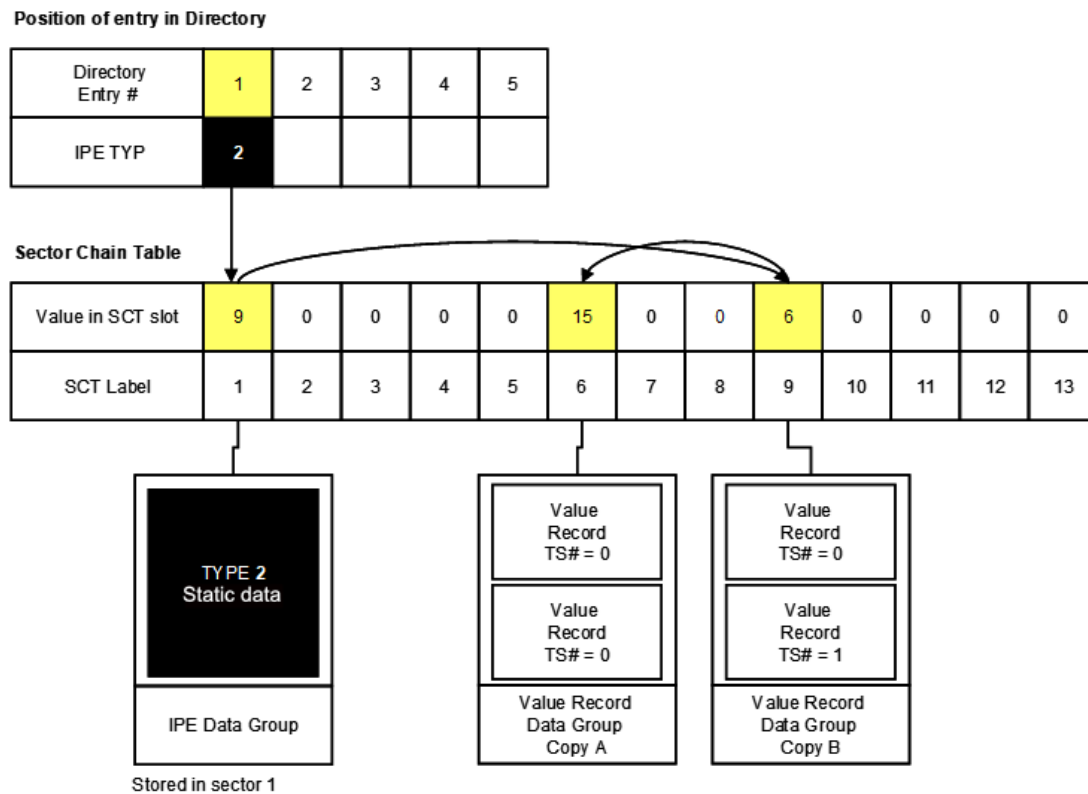 Position of entry in Directory
Directory
Entry #
1 2 3 4 5
IPE TYP 2
Sector Chain Table
Value in SCT slot 9 0 0 0 0 15 0 0 6 0 0 0 0
SCT Label 1 2 3 4 5 6 7 8 9 10 11 12 13
TYPE 2
Static data
IPE Data Group
Stored in sector 1
Value
Record
TS# = 0
Value
Record
TS# = 0
Value Record
Data Group
Copy A
Value
Record
TS# = 0
Value
Record
TS# = 1
Value Record
Data Group
Copy B